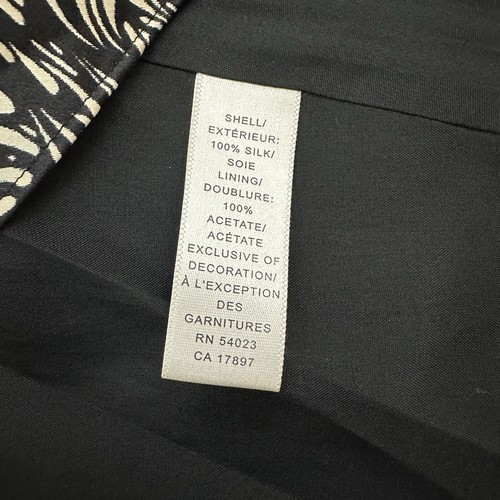 SHELL/
EXTÉRIEUR:
100% SILK/
SOIE
LINING/
DOUBLURE:
100%
ACETATE/
ACÉTATE
EXCLUSIVE OF
DECORATION/
À L'EXCEPTION
DES
GARNITURES
RN 54023
CA 17897